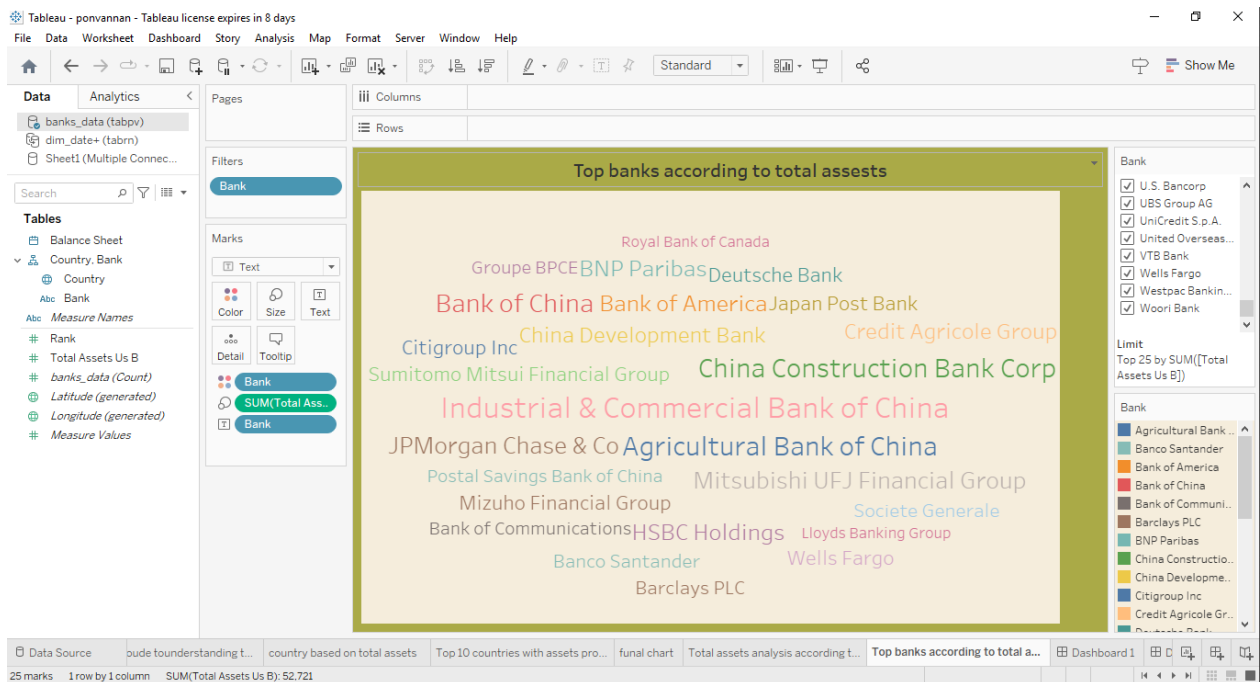 Tableau - ponvannan - Tableau license expires in 8 days
File Data Worksheet Dashboard Story Analysis Map Format Server Window Help
Standard
Show Me
Data Analytics
banks_data (tabpv)
dim_date+ (tabrn)
Sheet1 (Multiple Connec...
Search
Tables
Balance Sheet
Country, Bank
Country
Abc Bank
Abc Measure Names
# Rank
# Total Assets Us B
# banks_data (Count)
Latitude (generated)
Longitude (generated)
# Measure Values
Pages
Filters
Bank
Marks
Text
Color Size Text
Detail Tooltip
Bank
SUM(Total Ass..
Bank
Columns
Rows
Top banks according to total assests
Royal Bank of Canada
Groupe BPCE BNP Paribas Deutsche Bank
Bank of China Bank of America Japan Post Bank
China Development Bank Credit Agricole Group
Citigroup Inc
Sumitomo Mitsui Financial Group China Construction Bank Corp
Industrial & Commercial Bank of China
JPMorgan Chase & Co Agricultural Bank of China
Postal Savings Bank of China Mitsubishi UFJ Financial Group
Mizuho Financial Group Societe Generale
Bank of Communications HSBC Holdings Lloyds Banking Group
Banco Santander Wells Fargo
Barclays PLC
Bank
U.S. Bancorp
UBS Group AG
UniCredit S.p.A.
United Overseas...
VTB Bank
Wells Fargo
Westpac Bankin...
Woori Bank
Limit
Top 25 by SUM([Total
Assets Us B])
Bank
Agricultural Bank ..
Banco Santander
Bank of America
Bank of China
Bank of Communi..
Barclays PLC
BNP Paribas
China Constructio..
China Developme..
Citigroup Inc
Credit Agricole Gr..
Deutsche Bank
Data Source oude tounderstanding t... country based on total assets Top 10 countries with assets pro... funal chart Total assets analysis according t... Top banks according to total a... Dashboard 1 D
25 marks 1 row by 1 column SUM(Total Assets Us B): 52,721